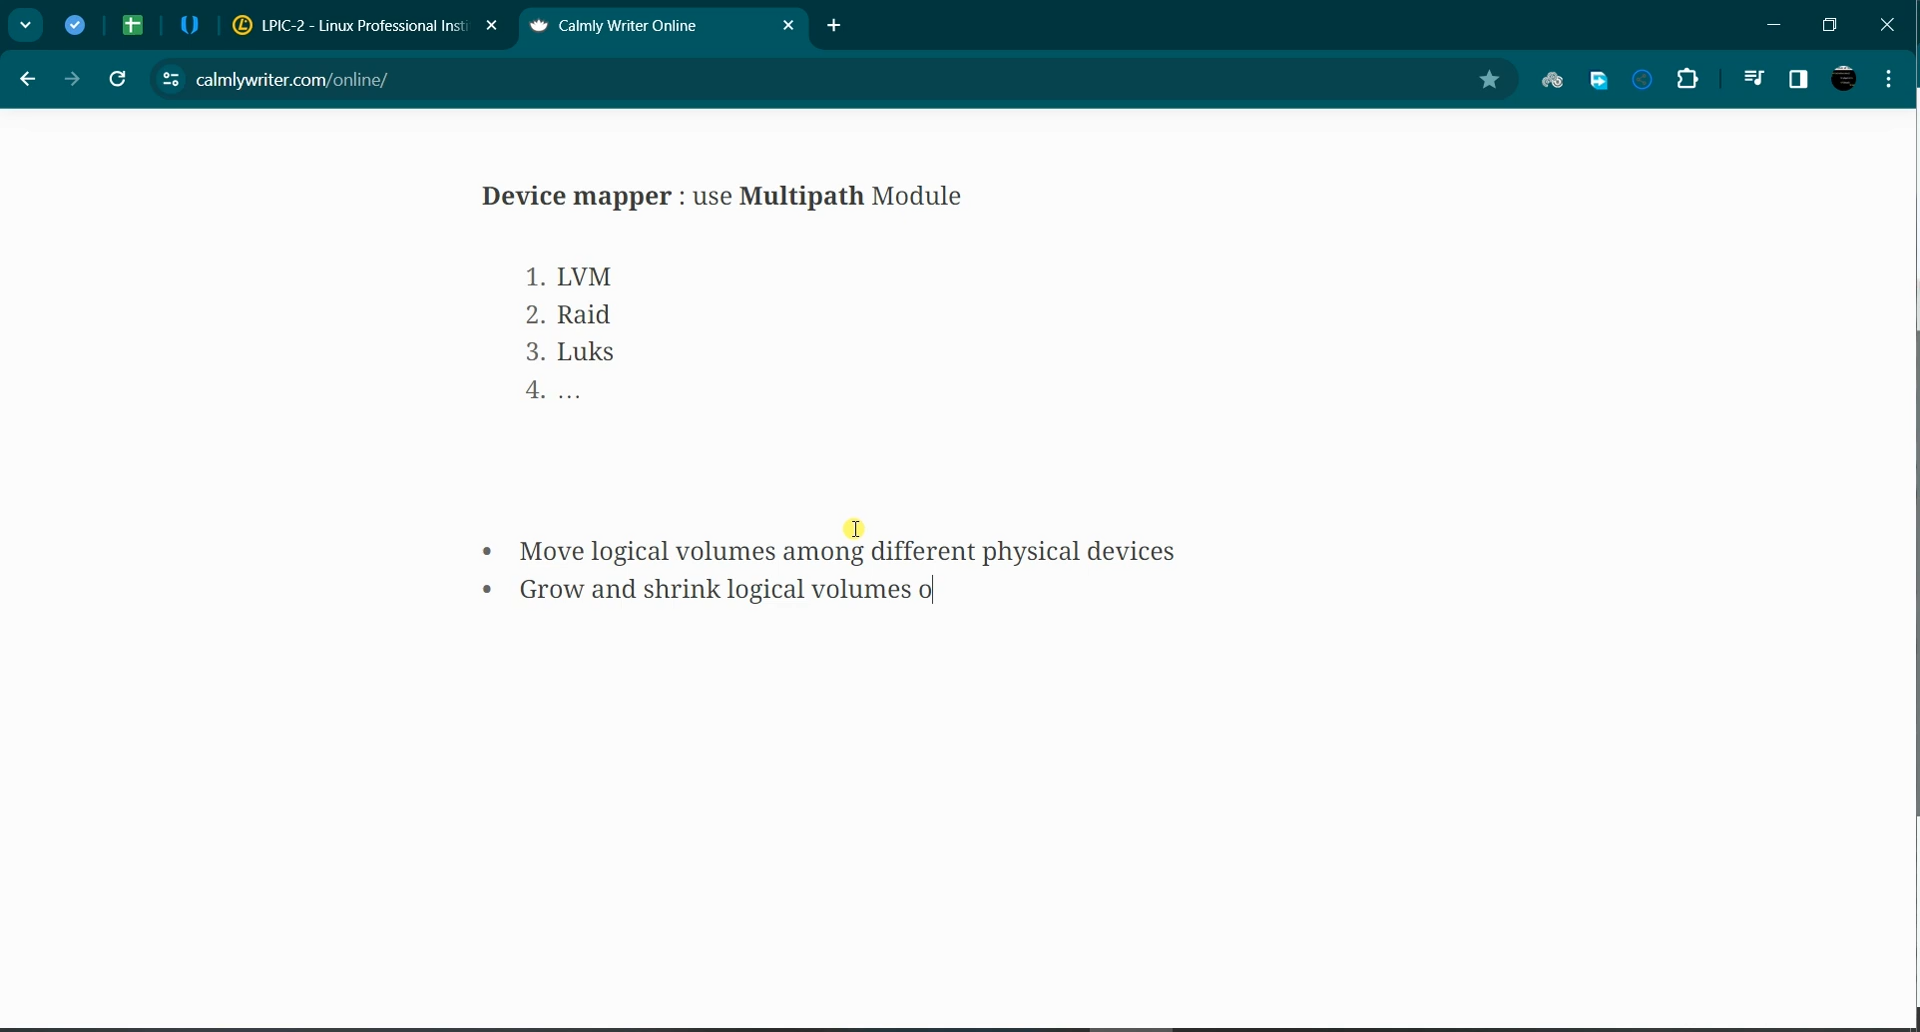 LPIC-2 - Linux Professional Insti
Calmly Writer Online
calmlywriter.com/online/
Device mapper : use Multipath Module
1. LVM
2. Raid
3. Luks
4. ...
• Move logical volumes among different physical devices
• Grow and shrink logical volumes o